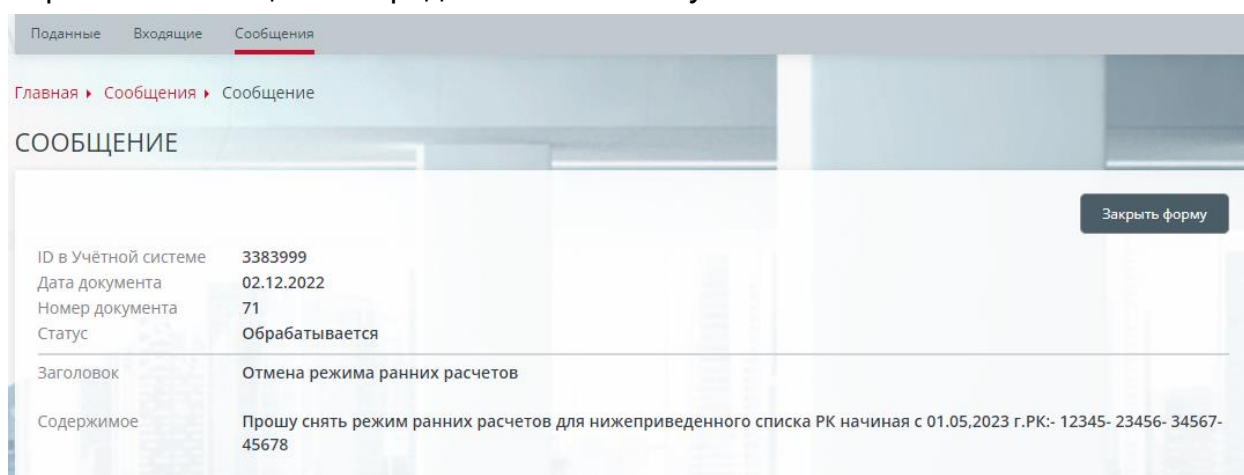 Поданные Входящие Сообщения
Главная Сообщения Сообщение
СООБЩЕНИЕ
Закрыть форму
ID в Учётной системе 3383999
Дата документа 02.12.2022
Номер документа 71
Статус Обрабатывается
Заголовок Отмена режима ранних расчетов
Содержимое Прошу снять режим ранних расчетов для нижеприведенного списка РК начиная с 01.05,2023 г.РК:- 12345- 23456- 34567-
45678